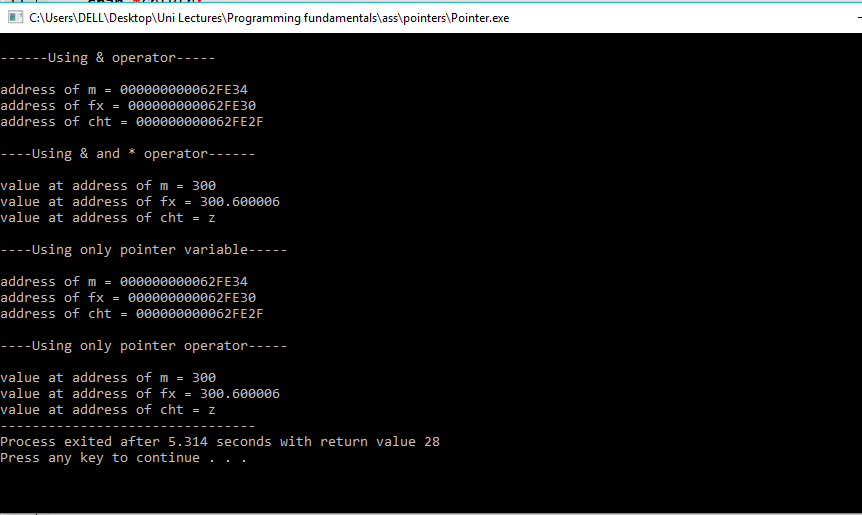 C:\Users\DELL\Desktop\Uni Lectures\Programming fundamentals\ass\pointers\Pointer.exe
------Using & operator-----
address of m = 000000000062FE34
address of fx = 000000000062FE30
address of cht = 000000000062FE2F
----Using & and * operator------
value at address of m = 300
value at address of fx = 300.600006
value at address of cht = z
----Using only pointer variable-----
address of m = 000000000062FE34
address of fx = 000000000062FE30
address of cht = 000000000062FE2F
----Using only pointer operator-----
value at address of m = 300
value at address of fx = 300.600006
value at address of cht = z
--------------------------------
Process exited after 5.314 seconds with return value 28
Press any key to continue . . .